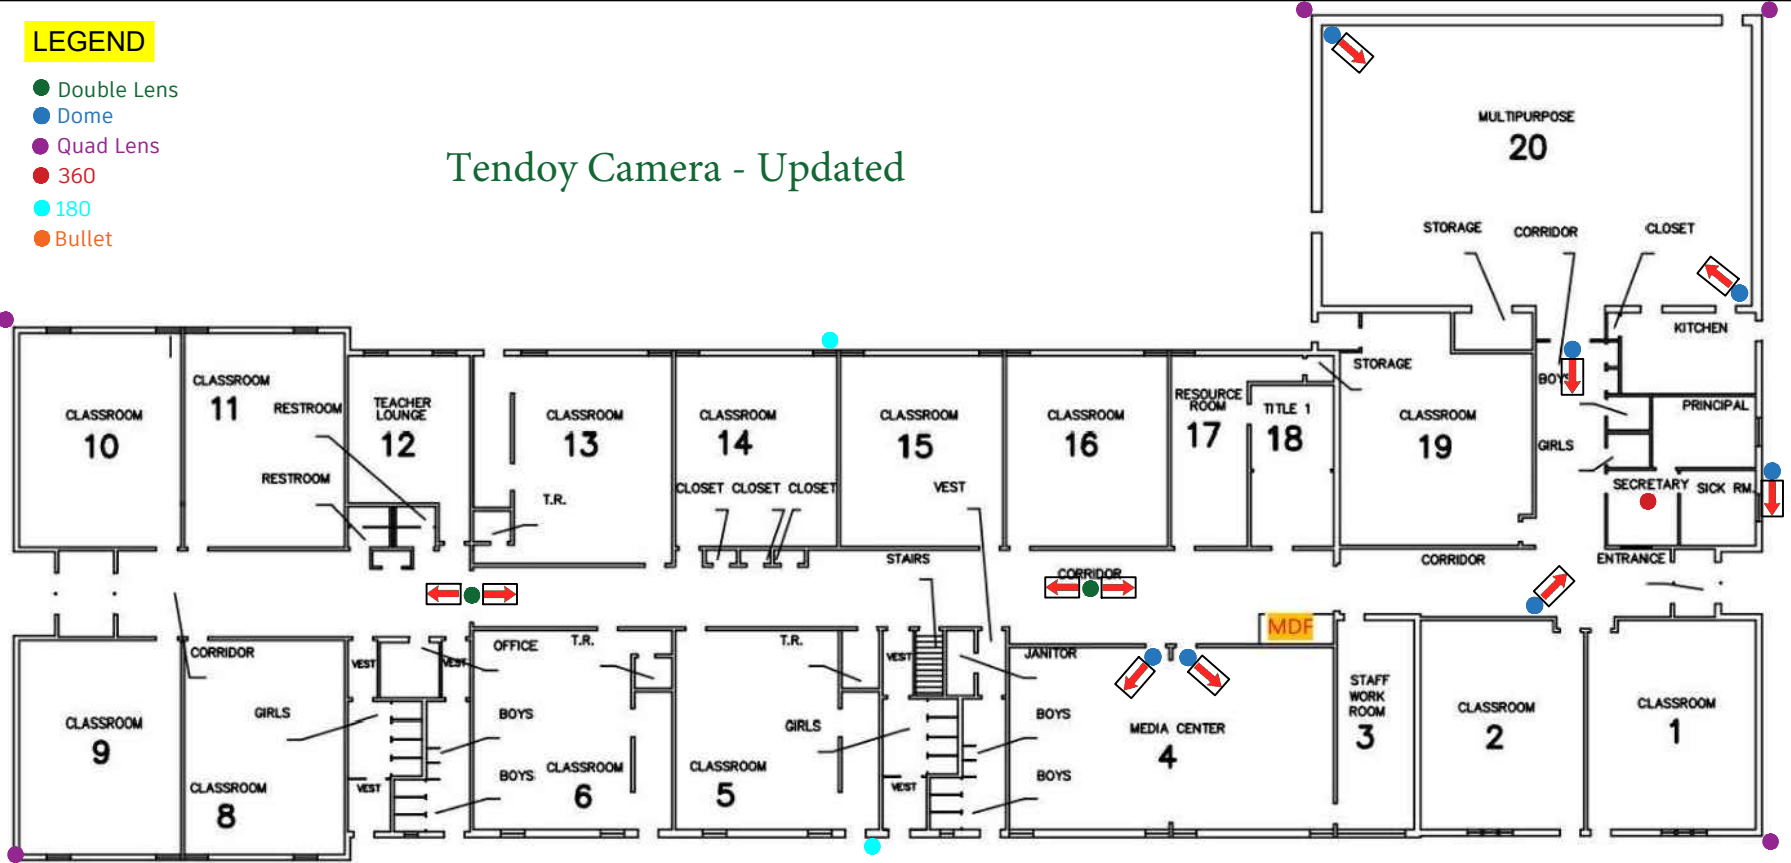 LEGEND
Double Lens
Dome
Quad Lens
360
180
Bullet
Tendoy Camera - Updated
MULTIPURPOSE
20
STORAGE
CORRIDOR
CLOSET
KITCHEN
STORAGE
BOYS
PRINCIPAL
GIRLS
SECRETARY
SICK RM.
ENTRANCE
CORRIDOR
CLASSROOM
10
CLASSROOM
11
RESTROOM
RESTROOM
TEACHER
LOUNGE
12
CLASSROOM
13
T.R.
CLASSROOM
14
CLOSET CLOSET CLOSET
CLASSROOM
15
VEST
STAIRS
CLASSROOM
16
RESOURCE
ROOM
17
TITLE 1
18
CLASSROOM
19
CORRIDOR
MDF
CORRIDOR
CLASSROOM
9
CLASSROOM
8
GIRLS
VEST
VEST
VEST
OFFICE
T.R.
BOYS
BOYS
CLASSROOM
6
T.R.
GIRLS
CLASSROOM
5
VEST
VEST
JANITOR
BOYS
BOYS
MEDIA CENTER
4
STAFF
WORK
ROOM
3
CLASSROOM
2
CLASSROOM
1